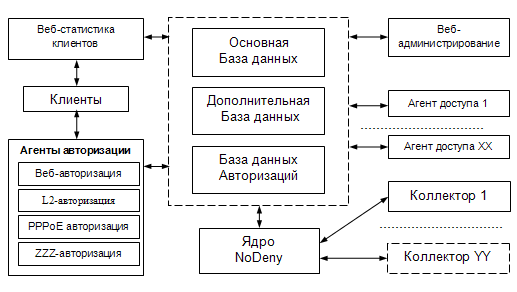 Веб-статистика
клиентов
Клиенты
Агенты авторизации
Веб-авторизация
L2-авторизация
PPPoE авторизация
ZZZ-авторизация
Основная
База данных
Дополнительная
База данных
База данных
Авторизаций
Ядро
NoDeny
Веб-
администрирование
Агент доступа 1
Агент доступа XX
Коллектор 1
Коллектор YY